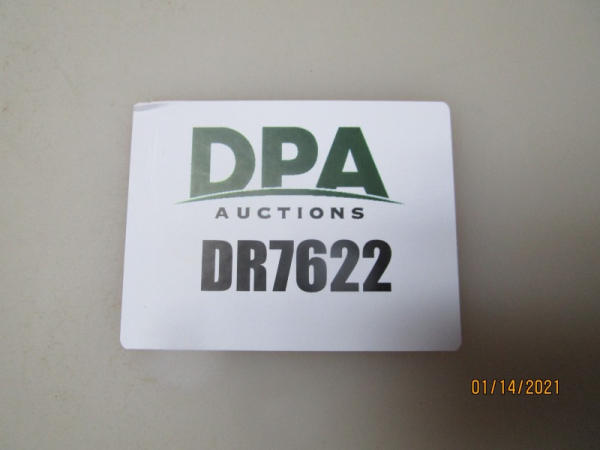 DPA
AUCTIONS
DR7622
01/14/2021